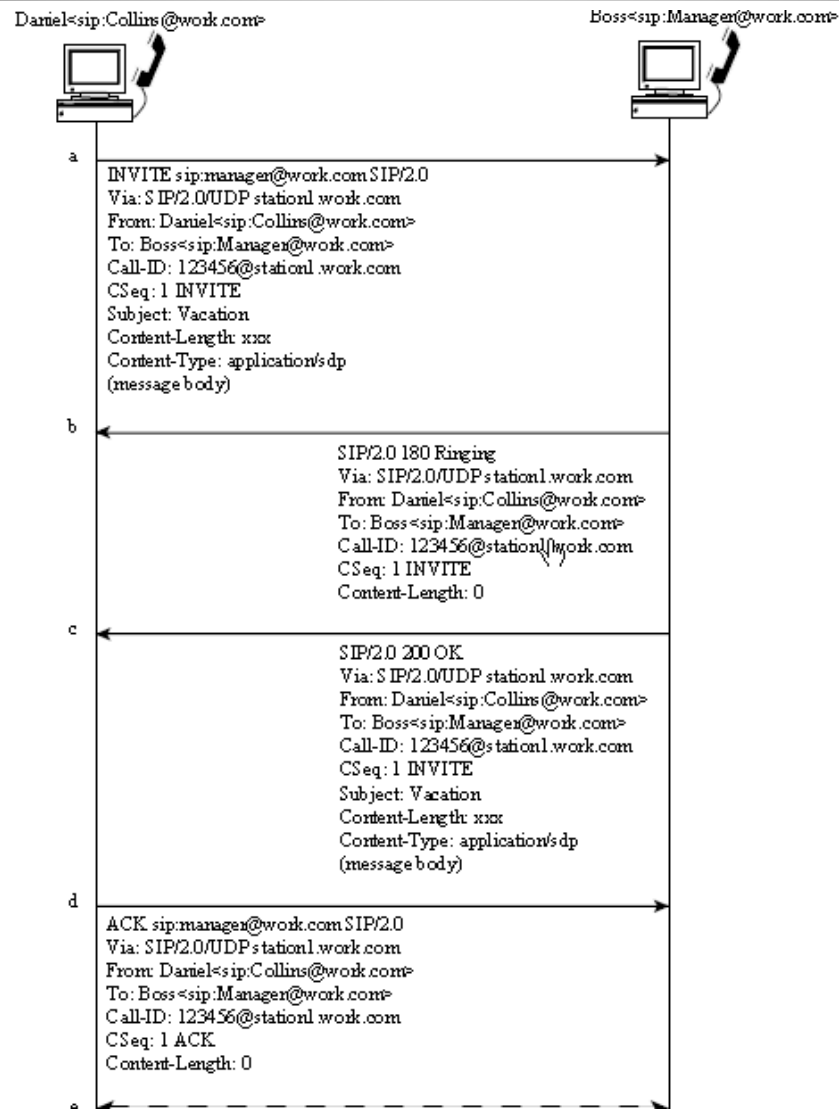 Daniel<sip:Collins@work.com>
Boss<sip:Manager@work.com>
a
INVITE sip:manager@work.com SIP/2.0
Via: SIP/2.0/UDP station1.work.com
From: Daniel<sip:Collins@work.com>
To: Boss<sip:Manager@work.com>
Call-ID: 123456@station1.work.com
CSeq: 1 INVITE
Subject: Vacation
Content-Length: xxx
Content-Type: application/sdp
(message body)
b
SIP/2.0 180 Ringing
Via: SIP/2.0/UDP station1.work.com
From: Daniel<sip:Collins@work.com>
To: Boss<sip:Manager@work.com>
Call-ID: 123456@station1.work.com
CSeq: 1 INVITE
Content-Length: 0
c
SIP/2.0 200 OK
Via: SIP/2.0/UDP station1.work.com
From: Daniel<sip:Collins@work.com>
To: Boss<sip:Manager@work.com>
Call-ID: 123456@station1.work.com
CSeq: 1 INVITE
Subject: Vacation
Content-Length: xxx
Content-Type: application/sdp
(message body)
d
ACK sip:manager@work.com SIP/2.0
Via: SIP/2.0/UDP station1.work.com
From: Daniel<sip:Collins@work.com>
To: Boss<sip:Manager@work.com>
Call-ID: 123456@station1.work.com
CSeq: 1 ACK
Content-Length: 0
e